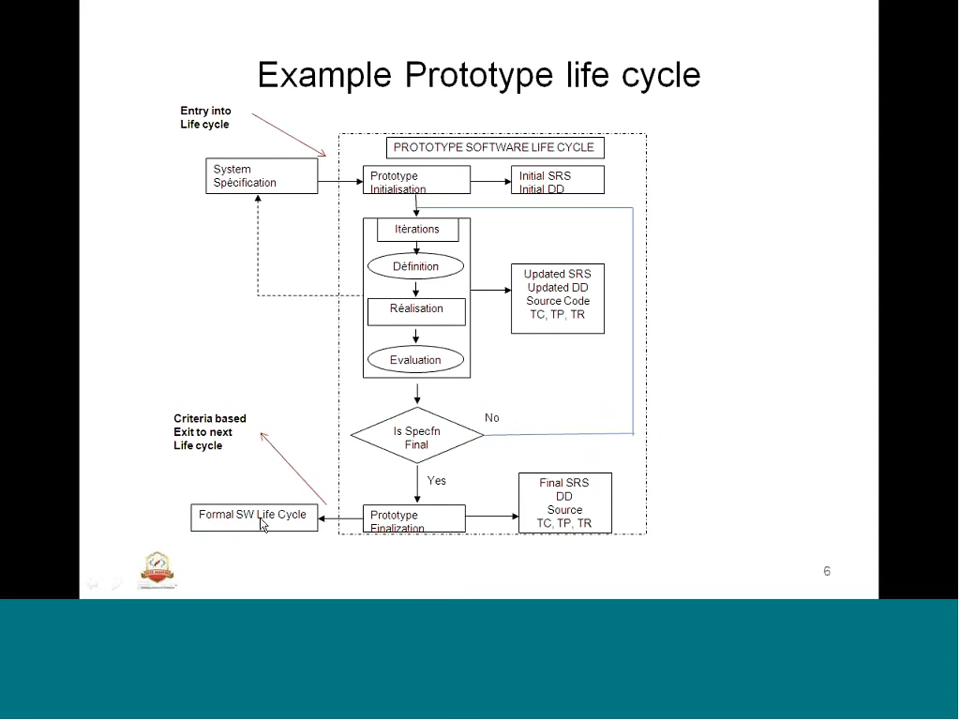 Example Prototype life cycle
Entry into
Life cycle
PROTOTYPE SOFTWARE LIFE CYCLE
System
Spécification
Prototype
Initialisation
Initial SRS
Initial DD
Itérations
Définition
Réalisation
Evaluation
Updated SRS
Updated DD
Source Code
TC, TP, TR
Criteria based
Exit to next
Life cycle
Is Specfn
Final
No
Yes
Formal SW Life Cycle
Prototype
Finalization
Final SRS
DD
Source
TC, TP, TR
6